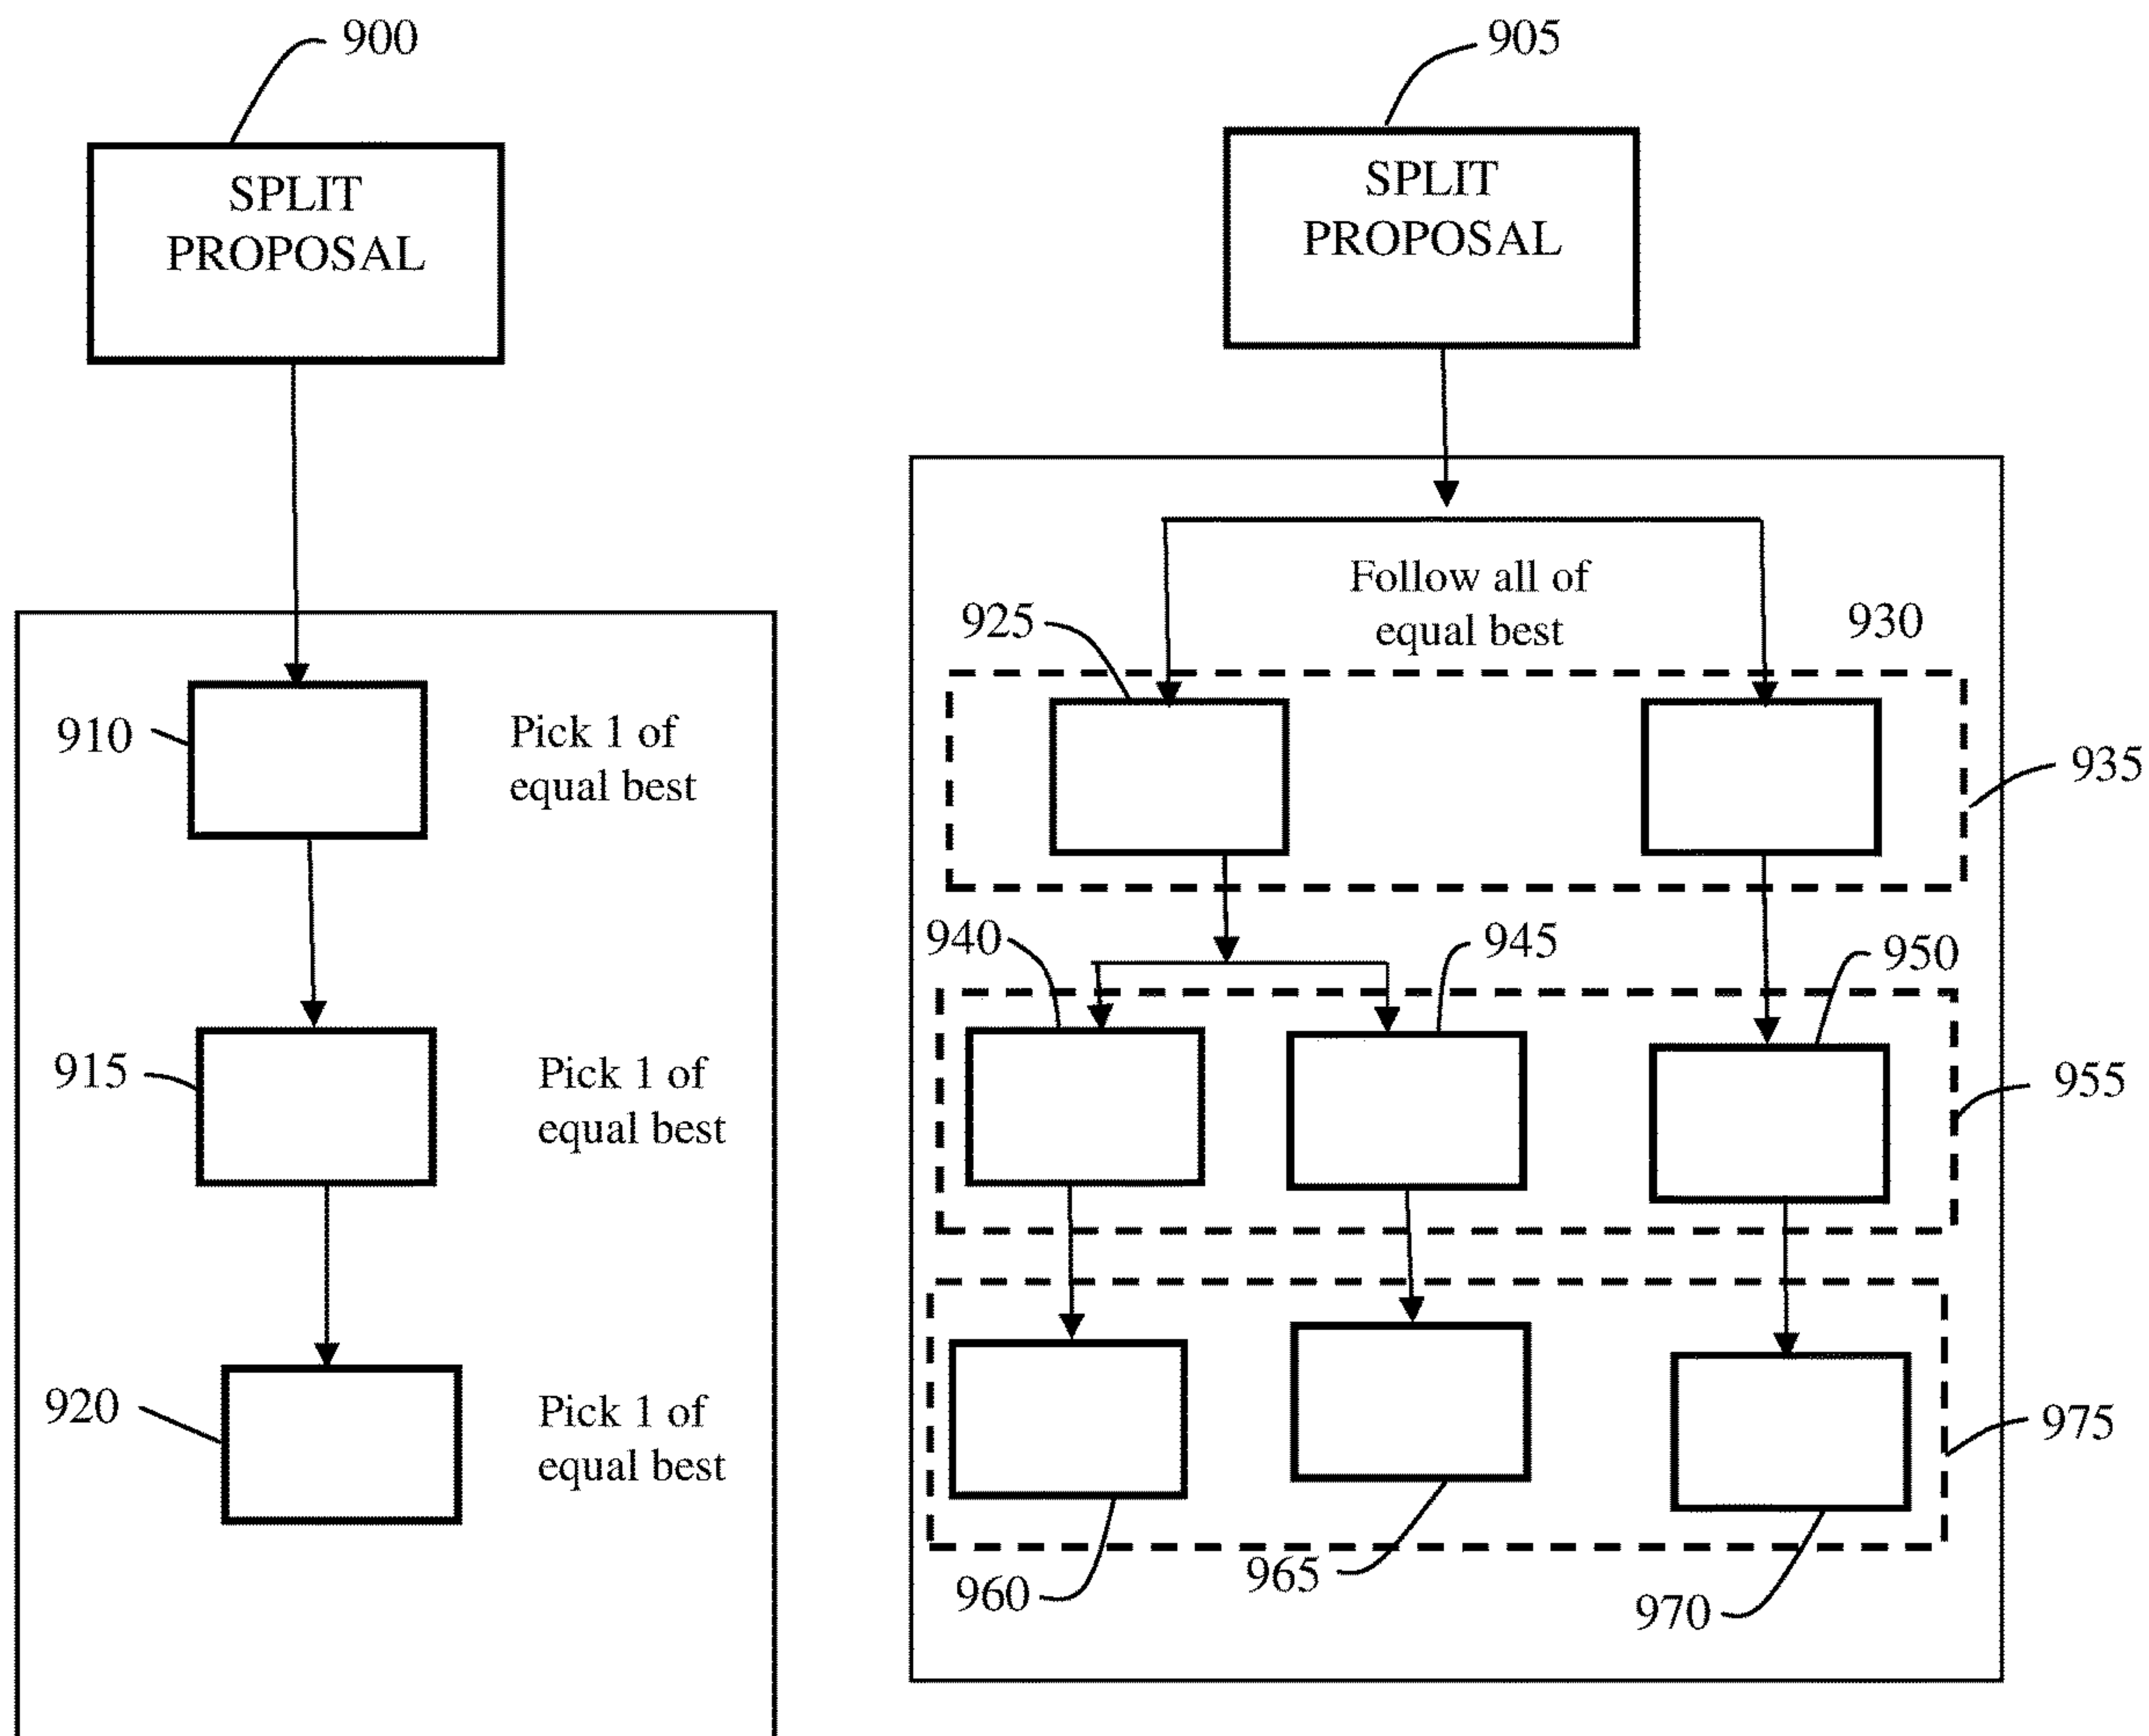 900
SPLIT
PROPOSAL
910
Pick 1 of
equal best
915
Pick 1 of
equal best
920
Pick 1 of
equal best
905
SPLIT
PROPOSAL
Follow all of
equal best
925
930
935
940
945
950
955
960
965
970
975